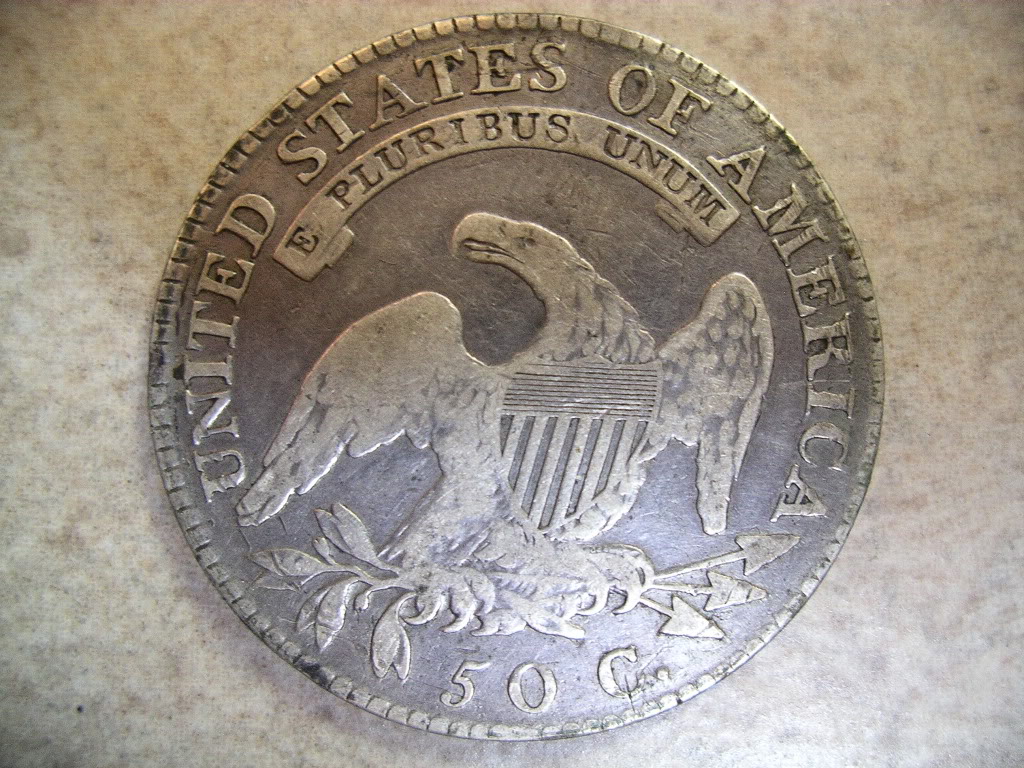 UNITED STATES OF AMERICA
E PLURIBUS UNUM
50 C.